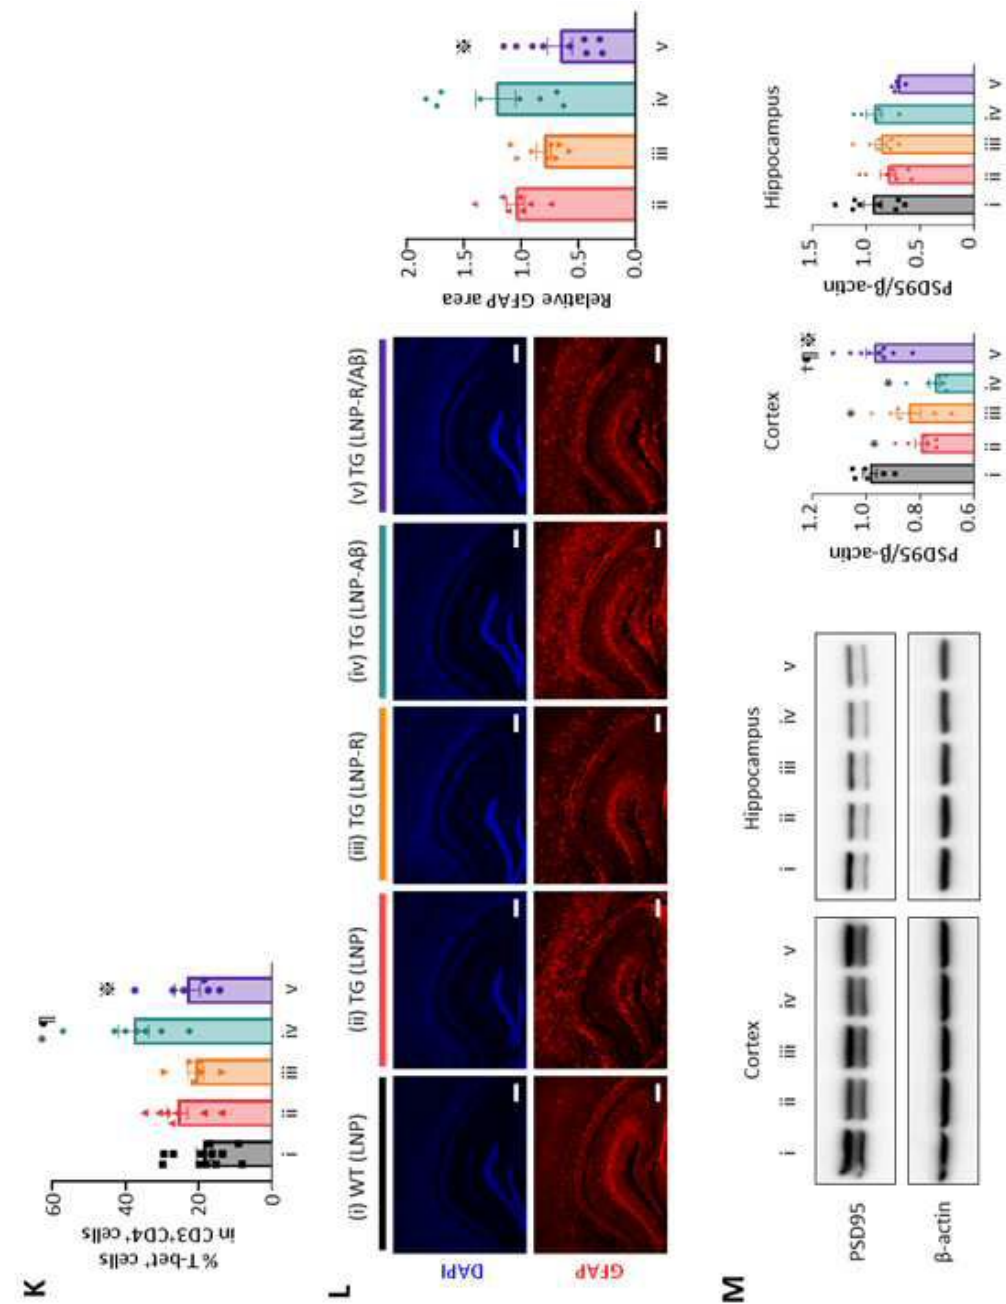 K
% T-bet⁺ cells
in CD3⁺CD4⁺ cells
60
40
20
0
※
¶
i
ii
iii
iv
v
L
(i) WT (LNP)
(ii) TG (LNP)
(iii) TG (LNP-R)
(iv) TG (LNP-Aβ)
(v) TG (LNP-R/Aβ)
DAPI
GFAP
Relative GFAP area
2.0
1.5
1.0
0.5
0.0
※
ii
iii
iv
v
M
Cortex
Hippocampus
i
ii
iii
iv
v
i
ii
iii
iv
v
PSD95
β-actin
Cortex
PSD95/β-actin
1.2
1.0
0.8
0.6
†¶※
i
ii
iii
iv
v
Hippocampus
PSD95/β-actin
1.5
1.0
0.5
0
i
ii
iii
iv
v